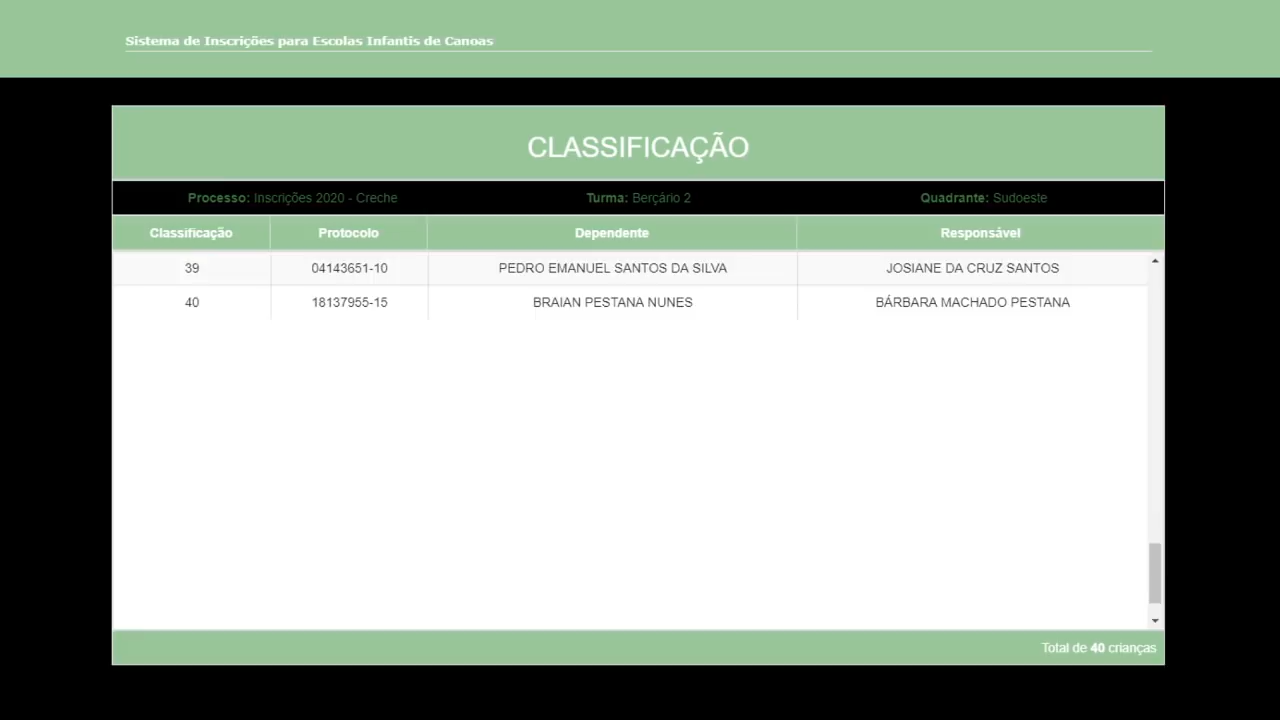 Sistema de Inscrições para Escolas Infantis de Canoas
CLASSIFICAÇÃO
Processo: Inscrições 2020 - Creche Turma: Berçário 2 Quadrante: Sudoeste
Classificação Protocolo Dependente Responsável
39 04143651-10 PEDRO EMANUEL SANTOS DA SILVA JOSIANE DA CRUZ SANTOS
40 18137955-15 BRAIAN PESTANA NUNES BÁRBARA MACHADO PESTANA
Total de 40 crianças